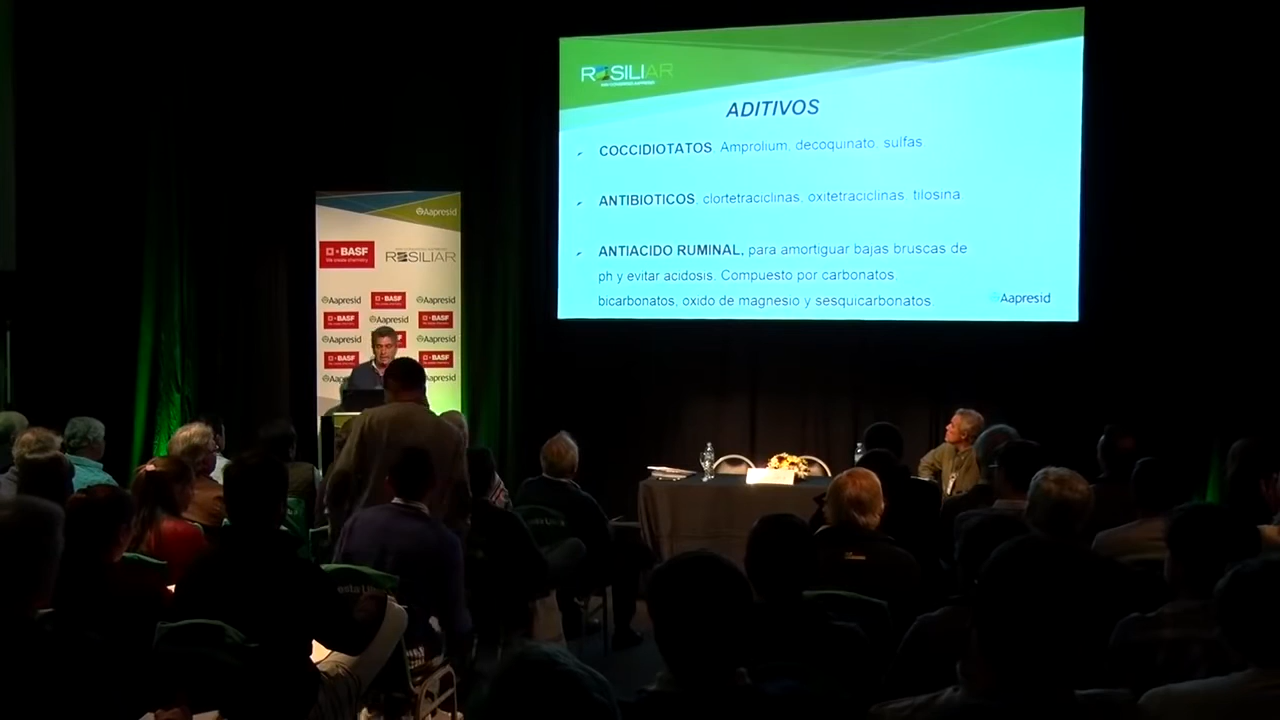 RESILIAR
ADITIVOS
COCCIDIOTATOS. Amprolium, decoquinato, sulfas.
ANTIBIOTICOS, clortetraciclinas, oxitetraciclinas, tilosina.
ANTIACIDO RUMINAL, para amortiguar bajas bruscas de
ph y evitar acidosis. Compuesto por carbonatos,
bicarbonatos, oxido de magnesio y sesquicarbonatos.
Aapresid
Aapresid
BASF
RESILIAR
Aapresid
BASF
Aapresid
BASF
Aapresid
BASF
Aapresid
Aapresid
BASF
BASF
Aapresid